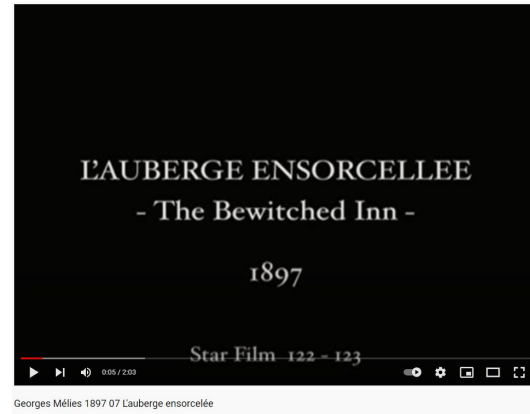 L'AUBERGE ENSORCELLEE
- The Bewitched Inn -
1897
Star Film 122 - 123
0:05 / 2:03
Georges Mélies 1897 07 L'auberge ensorcelée